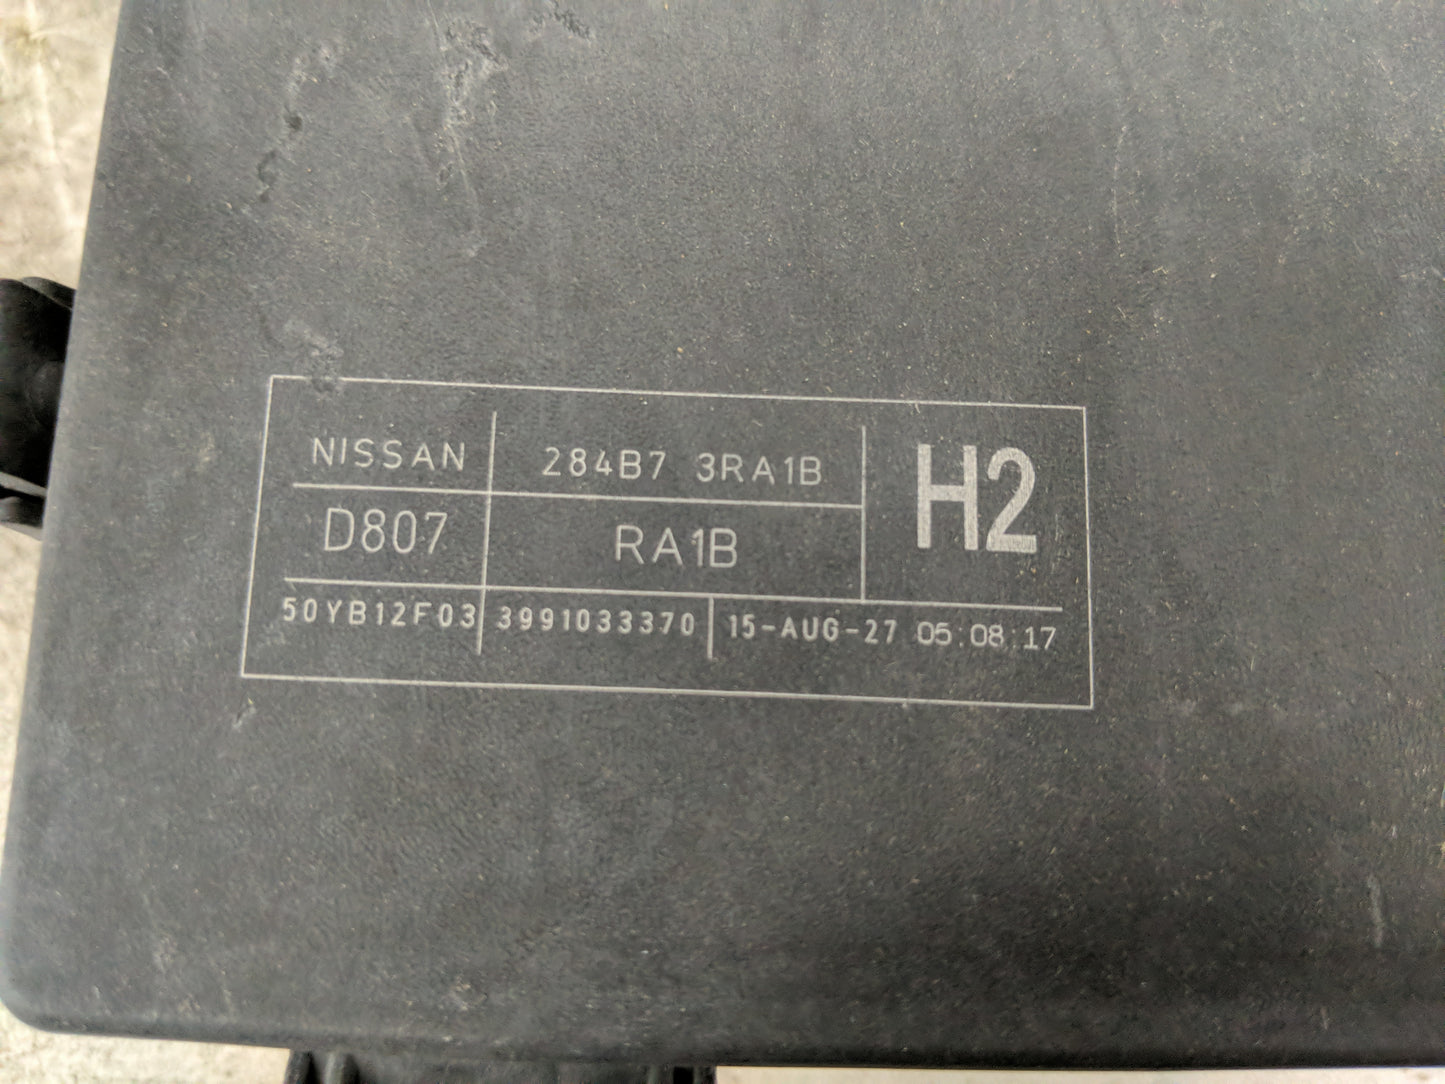 NISSAN 284B7 3RA1B H2
D807 RA1B
50YB12F03 3991033370 15-AUG-27 05:08:17